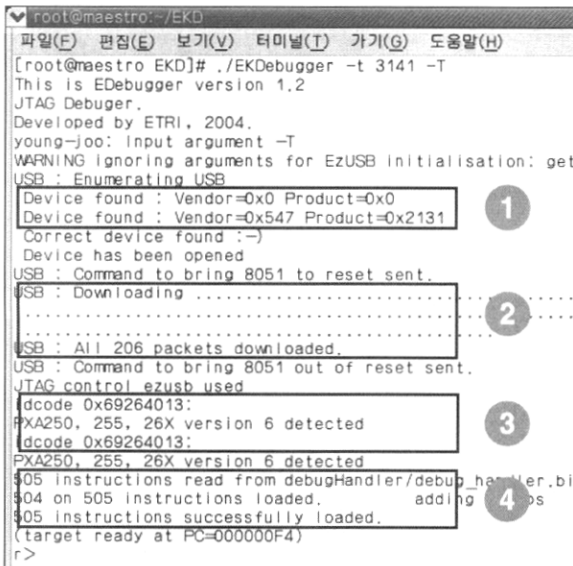 root@maestro:~/EKD
파일(F) 편집(E) 보기(V) 터미널(T) 가기(G) 도움말(H)
[root@maestro EKD]# ./EKDebugger -t 3141 -T
This is EDebugger version 1.2
JTAG Debuger.
Developed by ETRI, 2004.
young-joo: Input argument -T
WARNING ignoring arguments for EzUSB initialisation: get
USB : Enumerating USB
Device found : Vendor=0x0 Product=0x0
Device found : Vendor=0x547 Product=0x2131
1
Correct device found :-)
Device has been opened
USB : Command to bring 8051 to reset sent.
USB : Downloading ........................................
..........................................................
2
..................................................
USB : All 206 packets downloaded.
USB : Command to bring 8051 out of reset sent.
JTAG control ezusb used
idcode 0x69264013:
PXA250, 255, 26X version 6 detected
3
idcode 0x69264013:
PXA250, 255, 26X version 6 detected
505 instructions read from debugHandler/debug_handler.bi
504 on 505 instructions loaded. adding
4
505 instructions successfully loaded.
(target ready at PC=000000F4)
r>